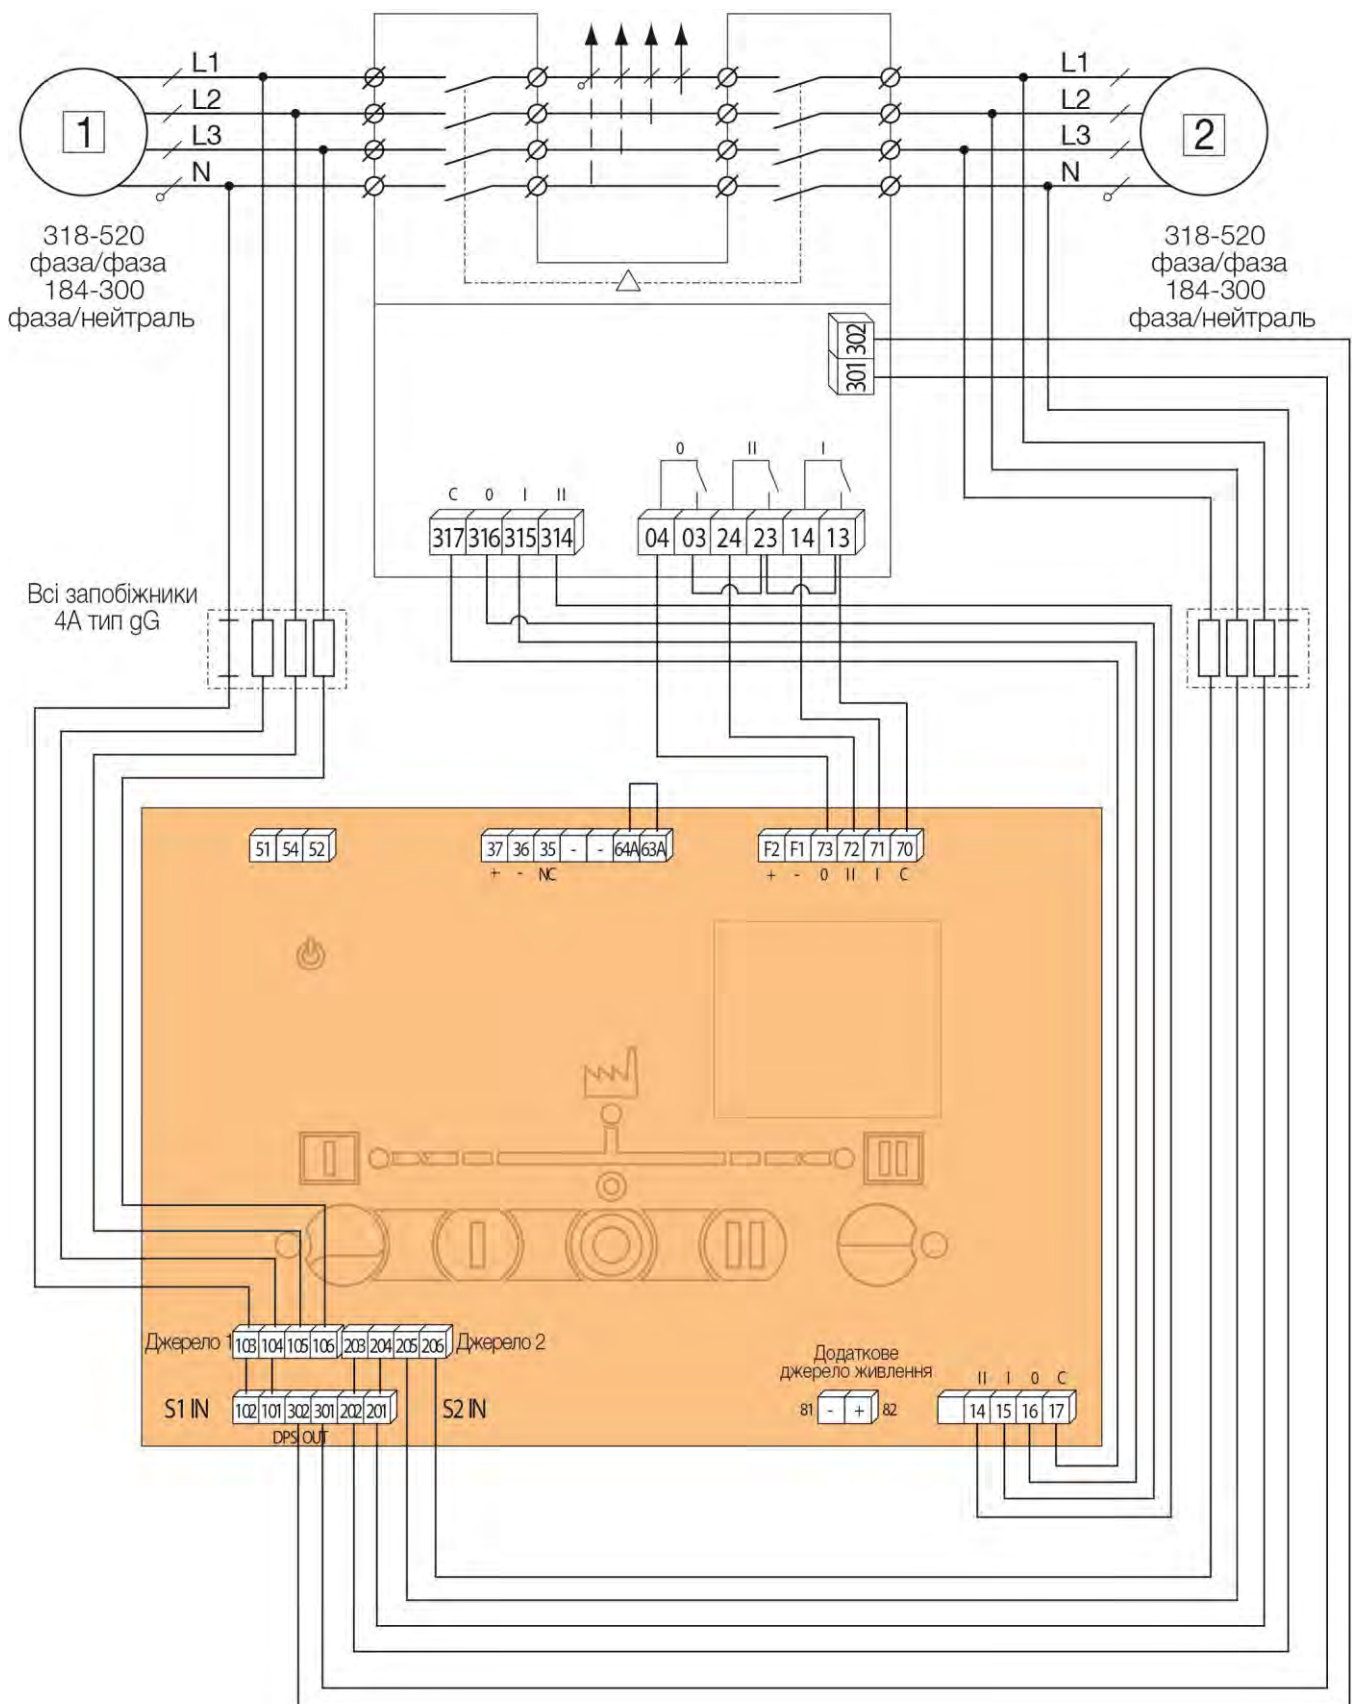 L1
L2
L3
N
1
318-520
фаза/фаза
184-300
фаза/нейтраль
L1
L2
L3
N
2
318-520
фаза/фаза
184-300
фаза/нейтраль
302
301
0 II I
C 0 I II
317 316 315 314
04 03 24 23 14 13
Всі запобіжники
4А тип gG
51 54 52
37 36 35 - - 64A 63A
+ - NC
F2 F1 73 72 71 70
+ - 0 II I C
Джерело 1
103 104 105 106 203 204 205 206
Джерело 2
S1 IN
102 101 302 301 202 201
S2 IN
DPS OUT
Додаткове
джерело живлення
81 - + 82
II I 0 C
14 15 16 17